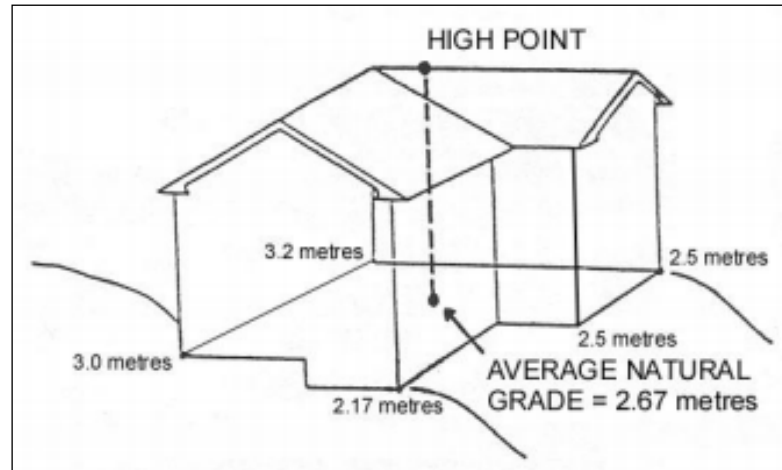 HIGH POINT
3.2 metres
2.5 metres
2.5 metres
3.0 metres
AVERAGE NATURAL
GRADE = 2.67 metres
2.17 metres